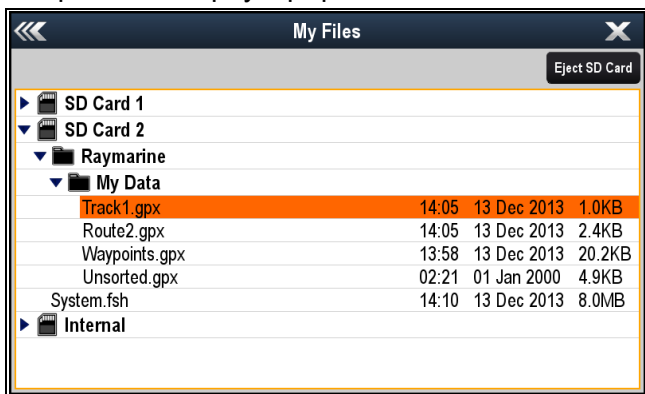 My Files
Eject SD Card
SD Card 1
SD Card 2
Raymarine
My Data
Track1.gpx 14:05 13 Dec 2013 1.0KB
Route2.gpx 14:05 13 Dec 2013 2.4KB
Waypoints.gpx 13:58 13 Dec 2013 20.2KB
Unsorted.gpx 02:21 01 Jan 2000 4.9KB
System.fsh 14:10 13 Dec 2013 8.0MB
Internal